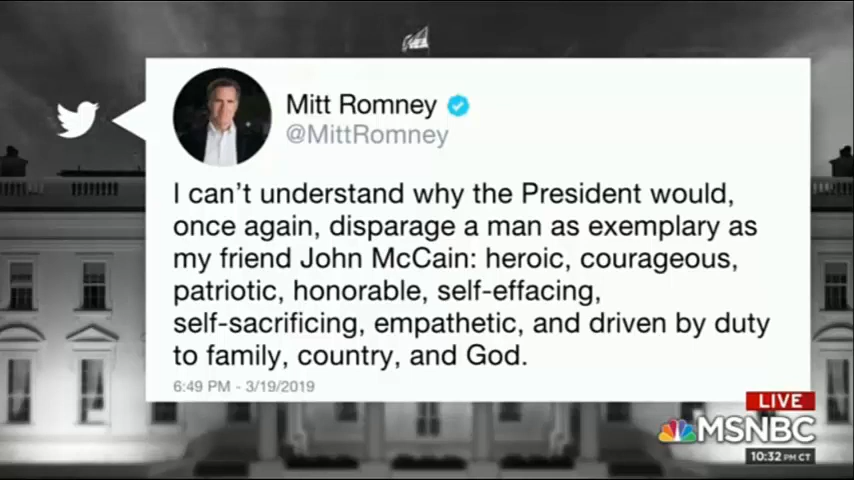 Mitt Romney
@MittRomney
I can't understand why the President would,
once again, disparage a man as exemplary as
my friend John McCain: heroic, courageous,
patriotic, honorable, self-effacing,
self-sacrificing, empathetic, and driven by duty
to family, country, and God.
6:49 PM - 3/19/2019
LIVE
MSNBC
10:32 PM CT